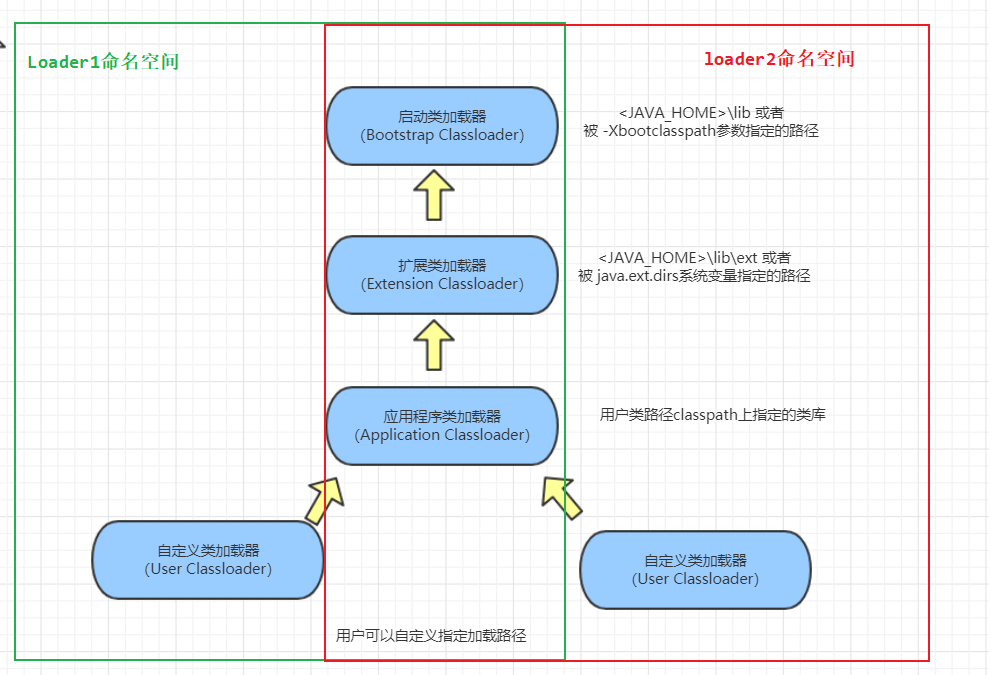 Loader1命名空间
loader2命名空间
启动类加载器
(Bootstrap Classloader)
<JAVA_HOME>\lib 或者
被 -Xbootclasspath参数指定的路径
扩展类加载器
(Extension Classloader)
<JAVA_HOME>\lib\ext 或者
被 java.ext.dirs系统变量指定的路径
应用程序类加载器
(Application Classloader)
用户类路径classpath上指定的类库
自定义类加载器
(User Classloader)
自定义类加载器
(User Classloader)
用户可以自定义指定加载路径